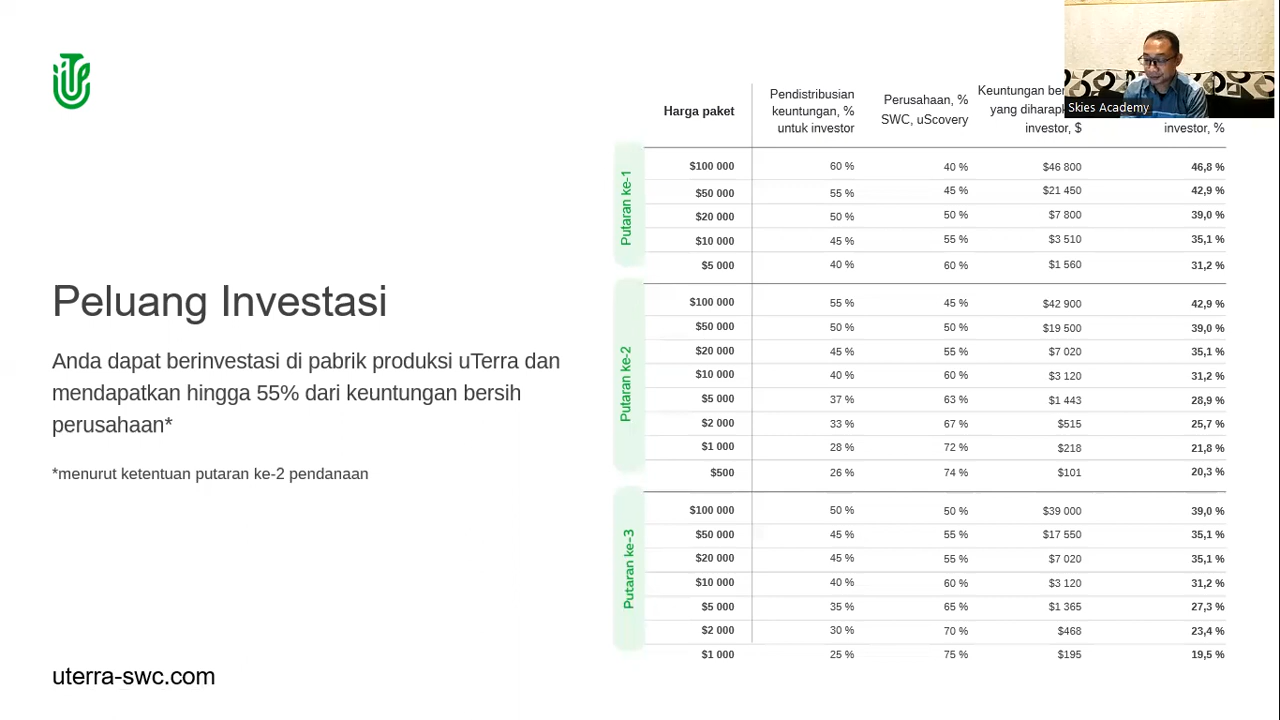 Skies Academy
Peluang Investasi
Anda dapat berinvestasi di pabrik produksi uTerra dan
mendapatkan hingga 55% dari keuntungan bersih
perusahaan*
*menurut ketentuan putaran ke-2 pendanaan
uterra-swc.com
Harga paket
Pendistribusian
keuntungan, %
untuk investor
Perusahaan, %
SWC, uScovery
Keuntungan
yang
investor, $
investor, %
Putaran ke-1
$100 000 60 % 40 % $46 800 46,8 %
$50 000 55 % 45 % $21 450 42,9 %
$20 000 50 % 50 % $7 800 39,0 %
$10 000 45 % 55 % $3 510 35,1 %
$5 000 40 % 60 % $1 560 31,2 %
Putaran ke-2
$100 000 55 % 45 % $42 900 42,9 %
$50 000 50 % 50 % $19 500 39,0 %
$20 000 45 % 55 % $7 020 35,1 %
$10 000 40 % 60 % $3 120 31,2 %
$5 000 37 % 63 % $1 443 28,9 %
$2 000 33 % 67 % $515 25,7 %
$1 000 28 % 72 % $218 21,8 %
$500 26 % 74 % $101 20,3 %
Putaran ke-3
$100 000 50 % 50 % $39 000 39,0 %
$50 000 45 % 55 % $17 550 35,1 %
$20 000 45 % 55 % $7 020 35,1 %
$10 000 40 % 60 % $3 120 31,2 %
$5 000 35 % 65 % $1 365 27,3 %
$2 000 30 % 70 % $468 23,4 %
$1 000 25 % 75 % $195 19,5 %